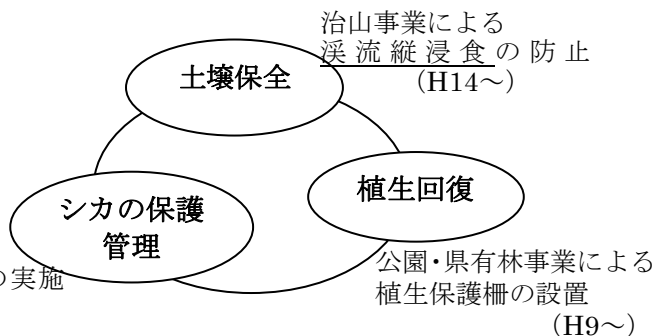 治山事業による
渓流縦浸食の防止
（H14～）
土壌保全
植生回復
シカの保護
管理
の実施
公園・県有林事業による
植生保護柵の設置
（H9～）